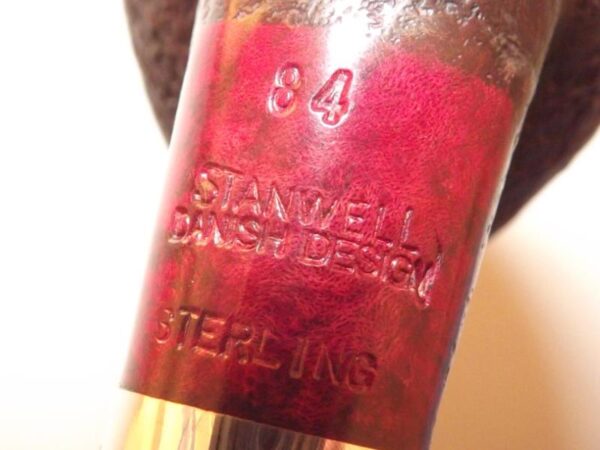 84
STANWELL
DANISH DESIGN
STERLING